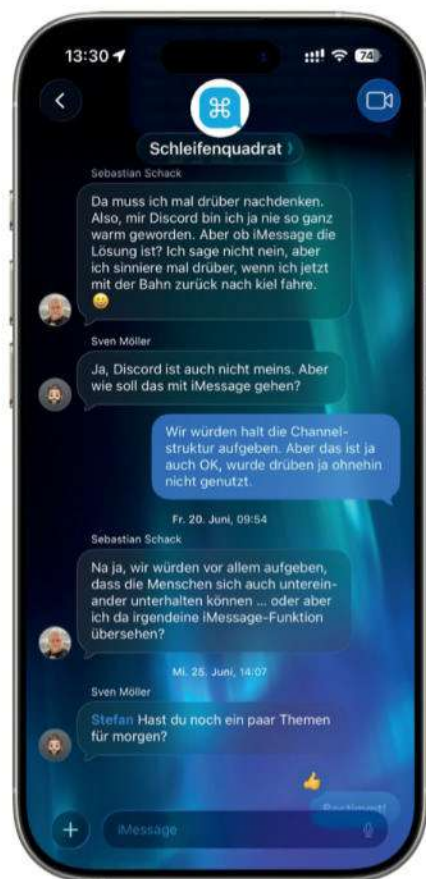 13:30
74
Schleifenquadrat
Sebastian Schack
Da muss ich mal drüber nachdenken.
Also, mir Discord bin ich ja nie so ganz
warm geworden. Aber ob iMessage die
Lösung ist? Ich sage nicht nein, aber
ich sinniere mal drüber, wenn ich jetzt
mit der Bahn zurück nach kiel fahre.
😀
Sven Möller
Ja, Discord ist auch nicht meins. Aber
wie soll das mit iMessage gehen?
Wir würden halt die Channel-
struktur aufgeben. Aber das ist ja
auch OK, wurde drüben ja ohnehin
nicht genutzt.
Fr. 20. Juni, 09:54
Sebastian Schack
Na ja, wir würden vor allem aufgeben,
dass die Menschen sich auch unterein-
ander unterhalten können ... oder aber
ich da irgendeine iMessage-Funktion
übersehen?
Mi. 25. Juni, 14:07
Sven Möller
Stefan Hast du noch ein paar Themen
für morgen?
👍
iMessage